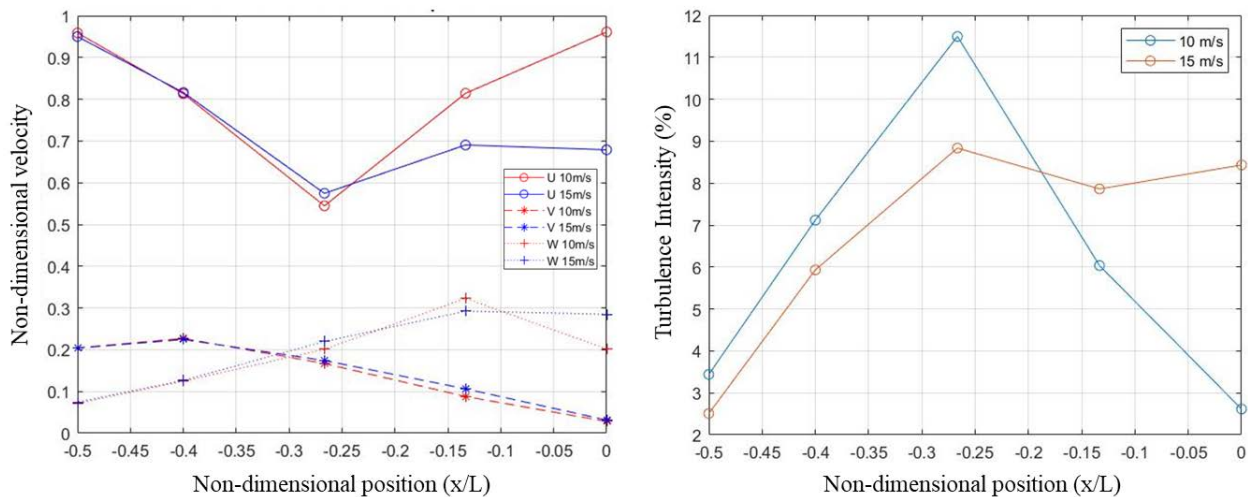 Non-dimensional velocity
1
0.9
0.8
0.7
0.6
0.5
0.4
0.3
0.2
0.1
0
U 10m/s
U 15m/s
V 10m/s
V 15m/s
W 10m/s
W 15m/s
-0.5 -0.45 -0.4 -0.35 -0.3 -0.25 -0.2 -0.15 -0.1 -0.05 0
Non-dimensional position (x/L)
Turbulence Intensity (%)
12
11
10
9
8
7
6
5
4
3
2
10 m/s
15 m/s
-0.5 -0.45 -0.4 -0.35 -0.3 -0.25 -0.2 -0.15 -0.1 -0.05 0
Non-dimensional position (x/L)